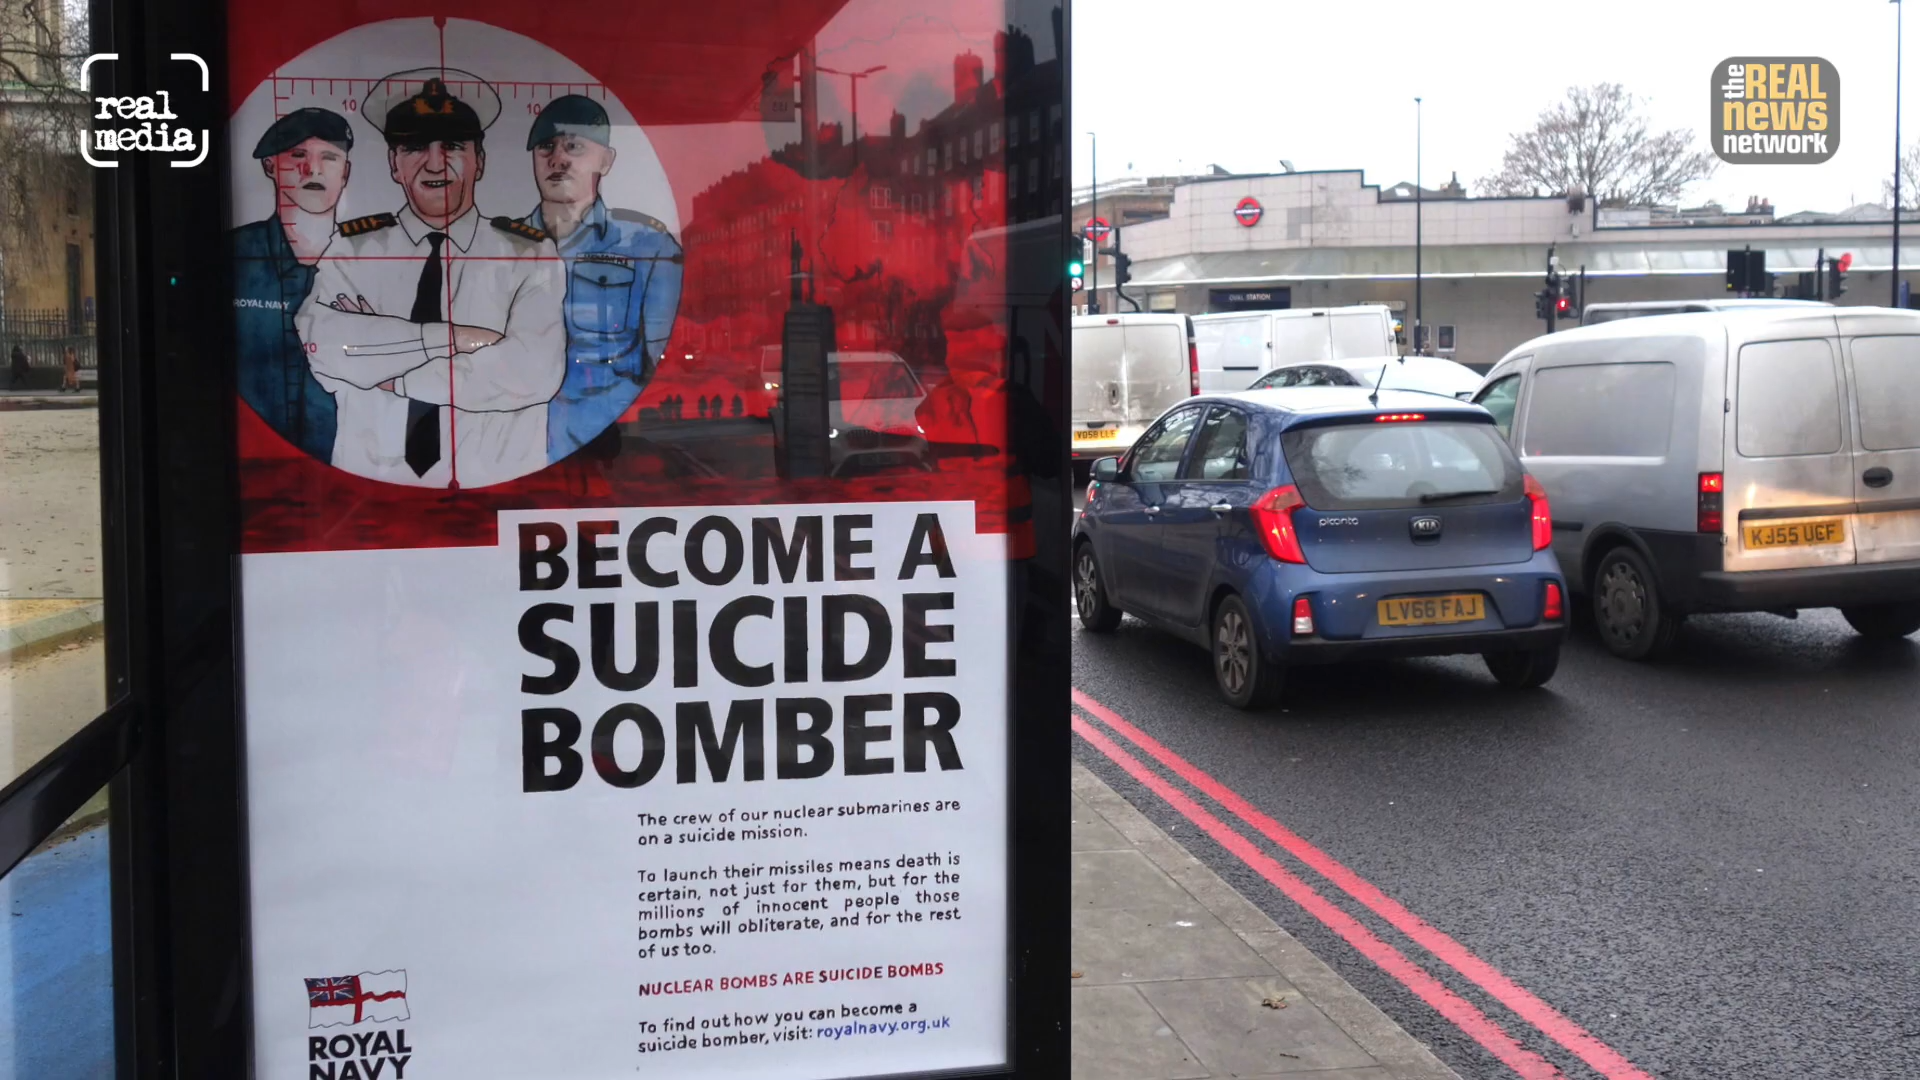 real
media
the
REAL
news
network
10
10
ROYAL NAVY
10
BECOME A
SUICIDE
BOMBER
The crew of our nuclear submarines are
on a suicide mission.
To launch their missiles means death is
certain, not just for them, but for the
millions of innocent people those
bombs will obliterate, and for the rest
of us too.
NUCLEAR BOMBS ARE SUICIDE BOMBS
To find out how you can become a
suicide bomber, visit: royalnavy.org.uk
ROYAL
NAVY
OVAL STATION
YD58 LLF
picanto
KIA
LV66 FAJ
KJ55 UCF